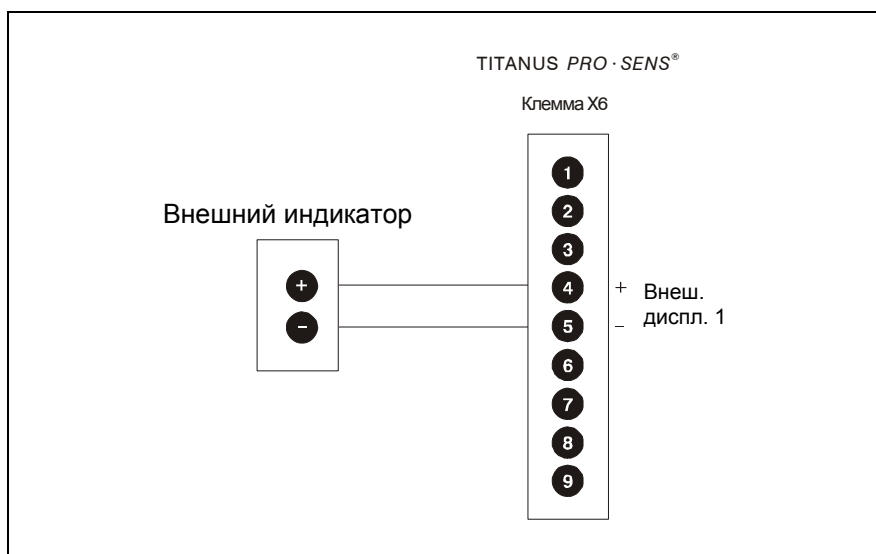 TITANUS PRO · SENS®
Клемма X6
1
2
3
Внешний индикатор
+
4
+
Внеш.
–
5
–
диспл. 1
6
7
8
9